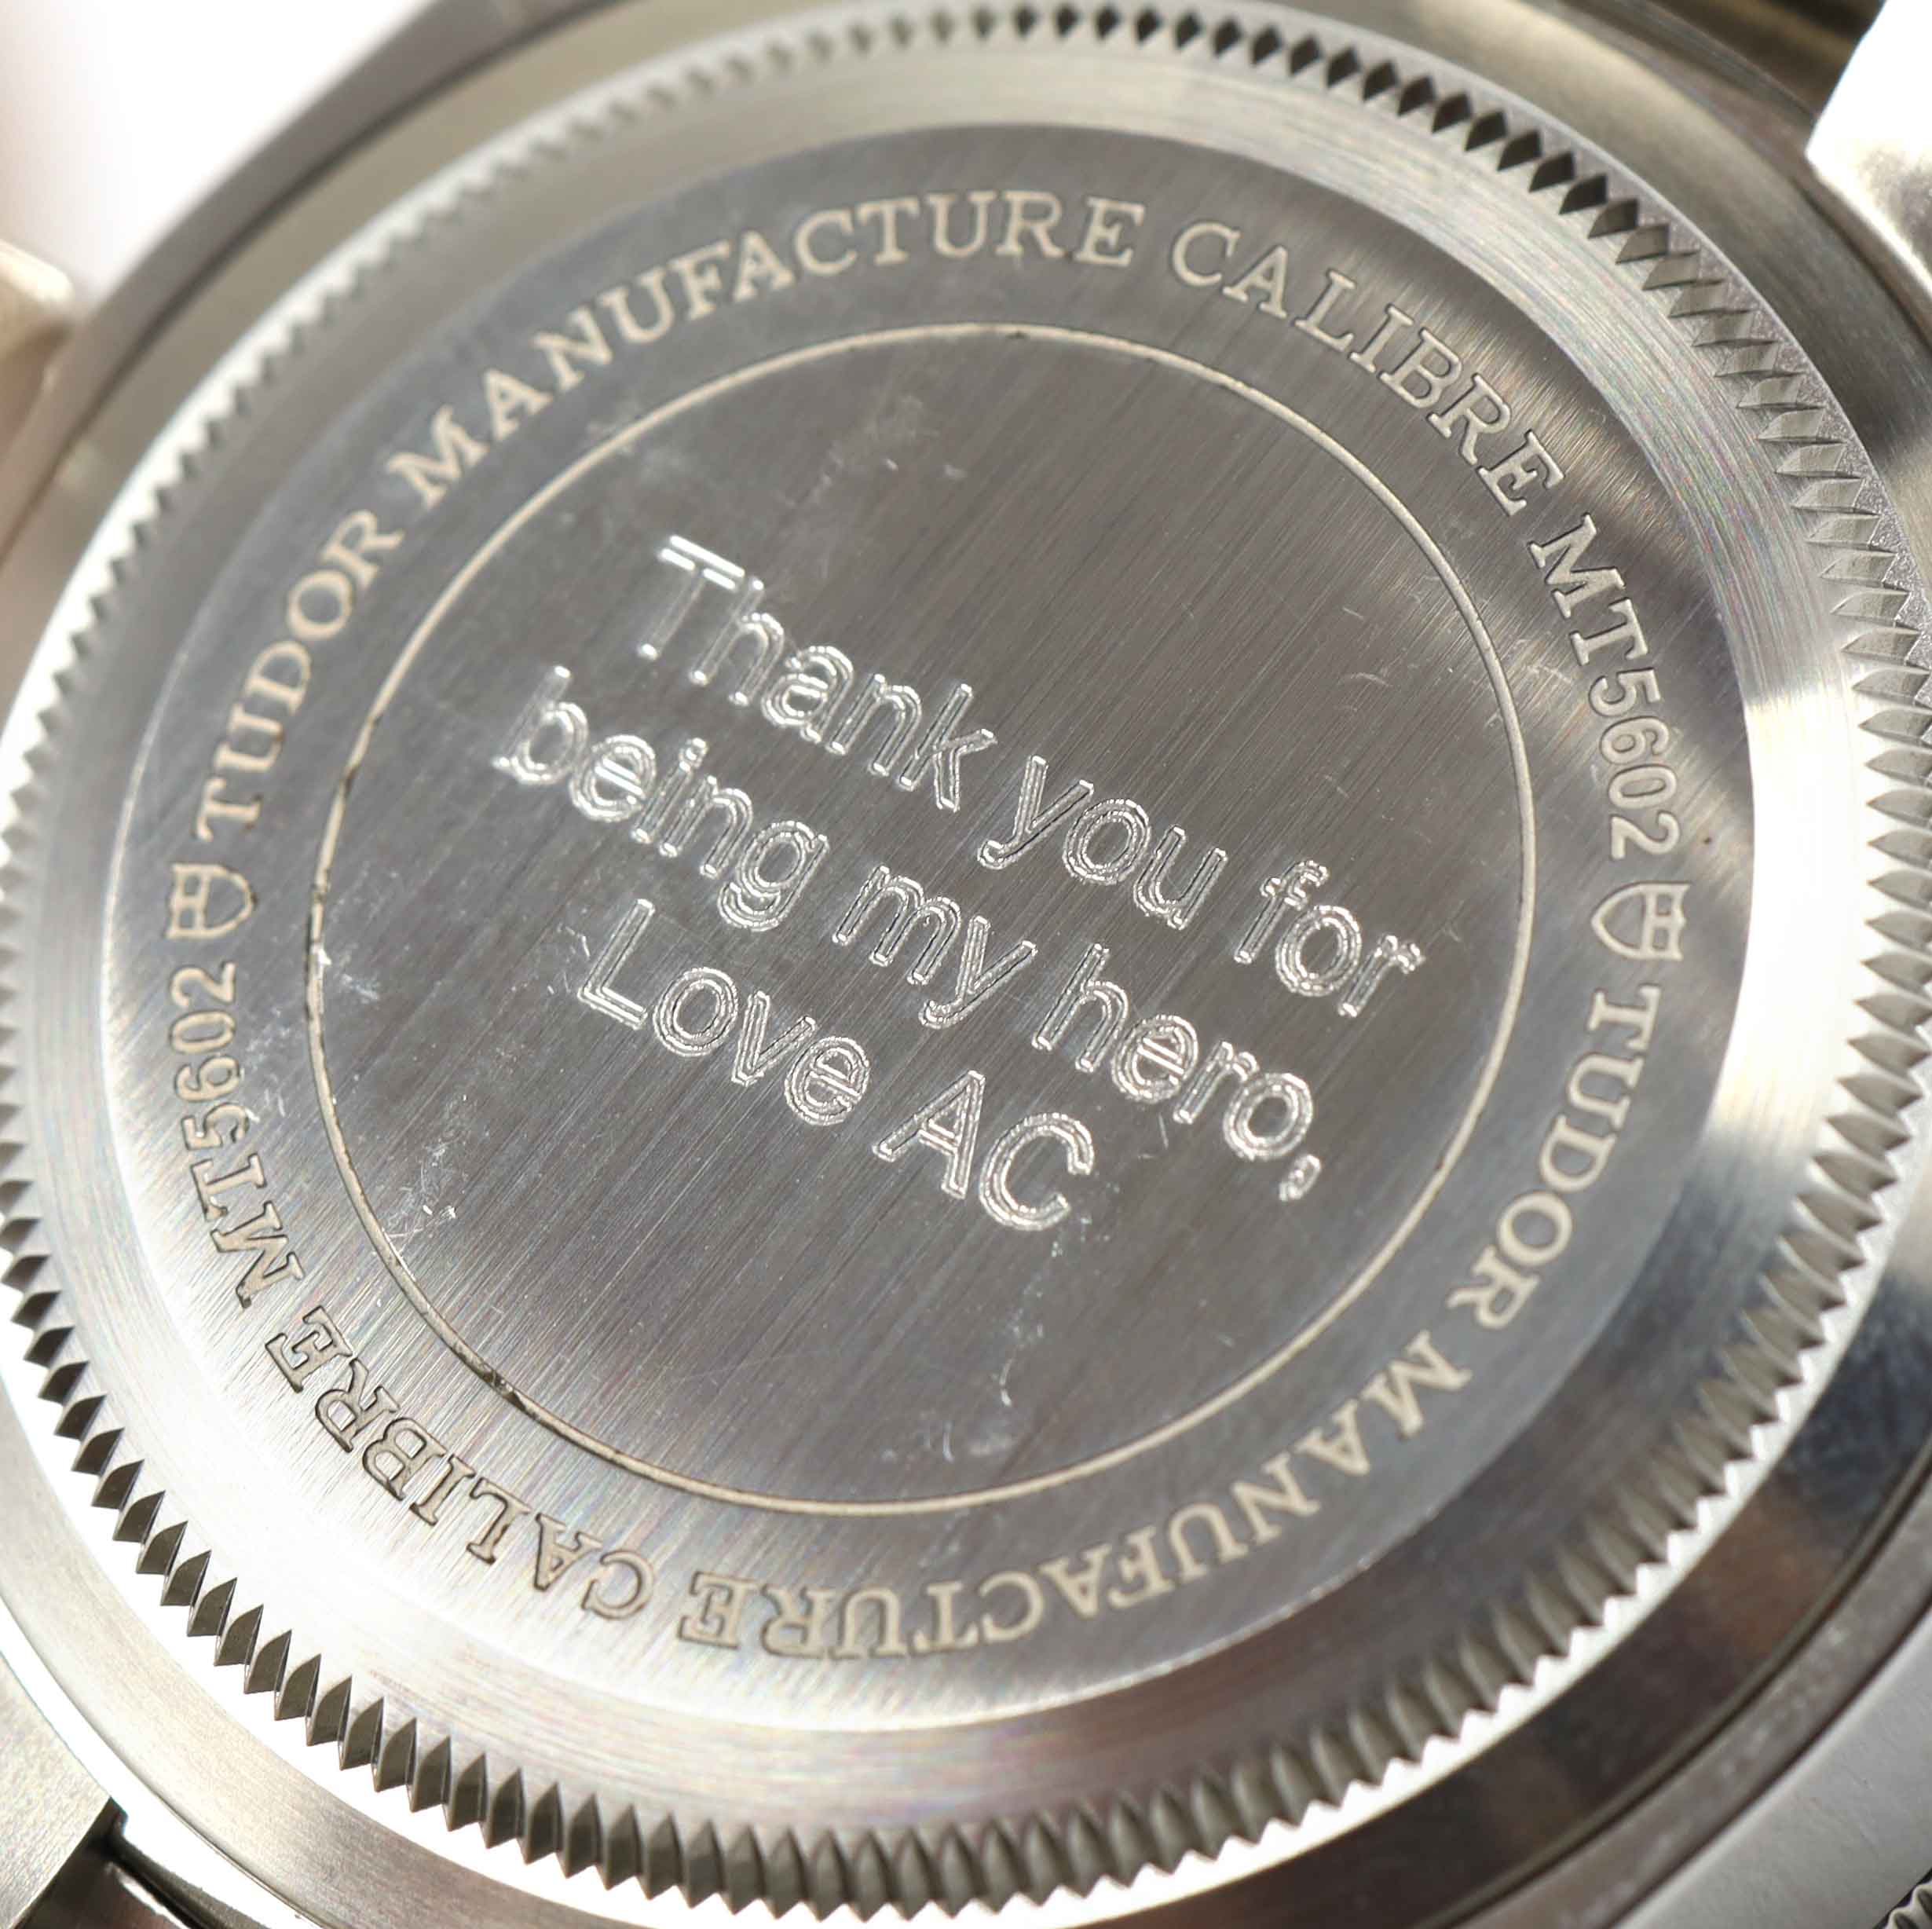 TUDOR MANUFACTURE CALIBRE MT5602
TUDOR MANUFACTURE CALIBRE MT5602
Thank you for
being my hero,
Love AC